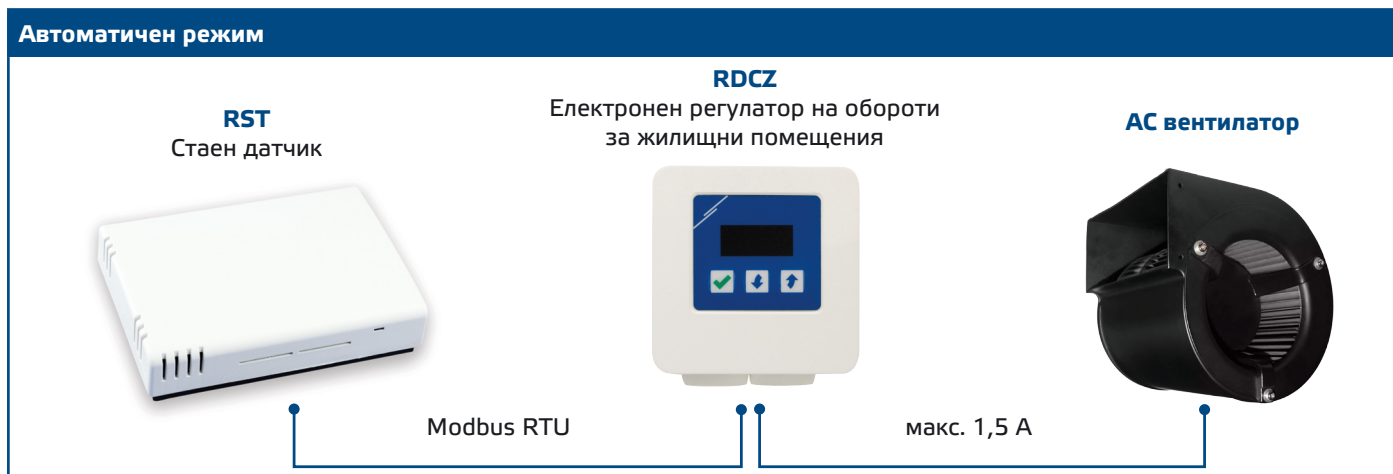 Автоматичен режим
RST
Стаен датчик
RDCZ
Електронен регулатор на обороти
за жилищни помещения
АС вентилатор
Modbus RTU
макс. 1,5 А